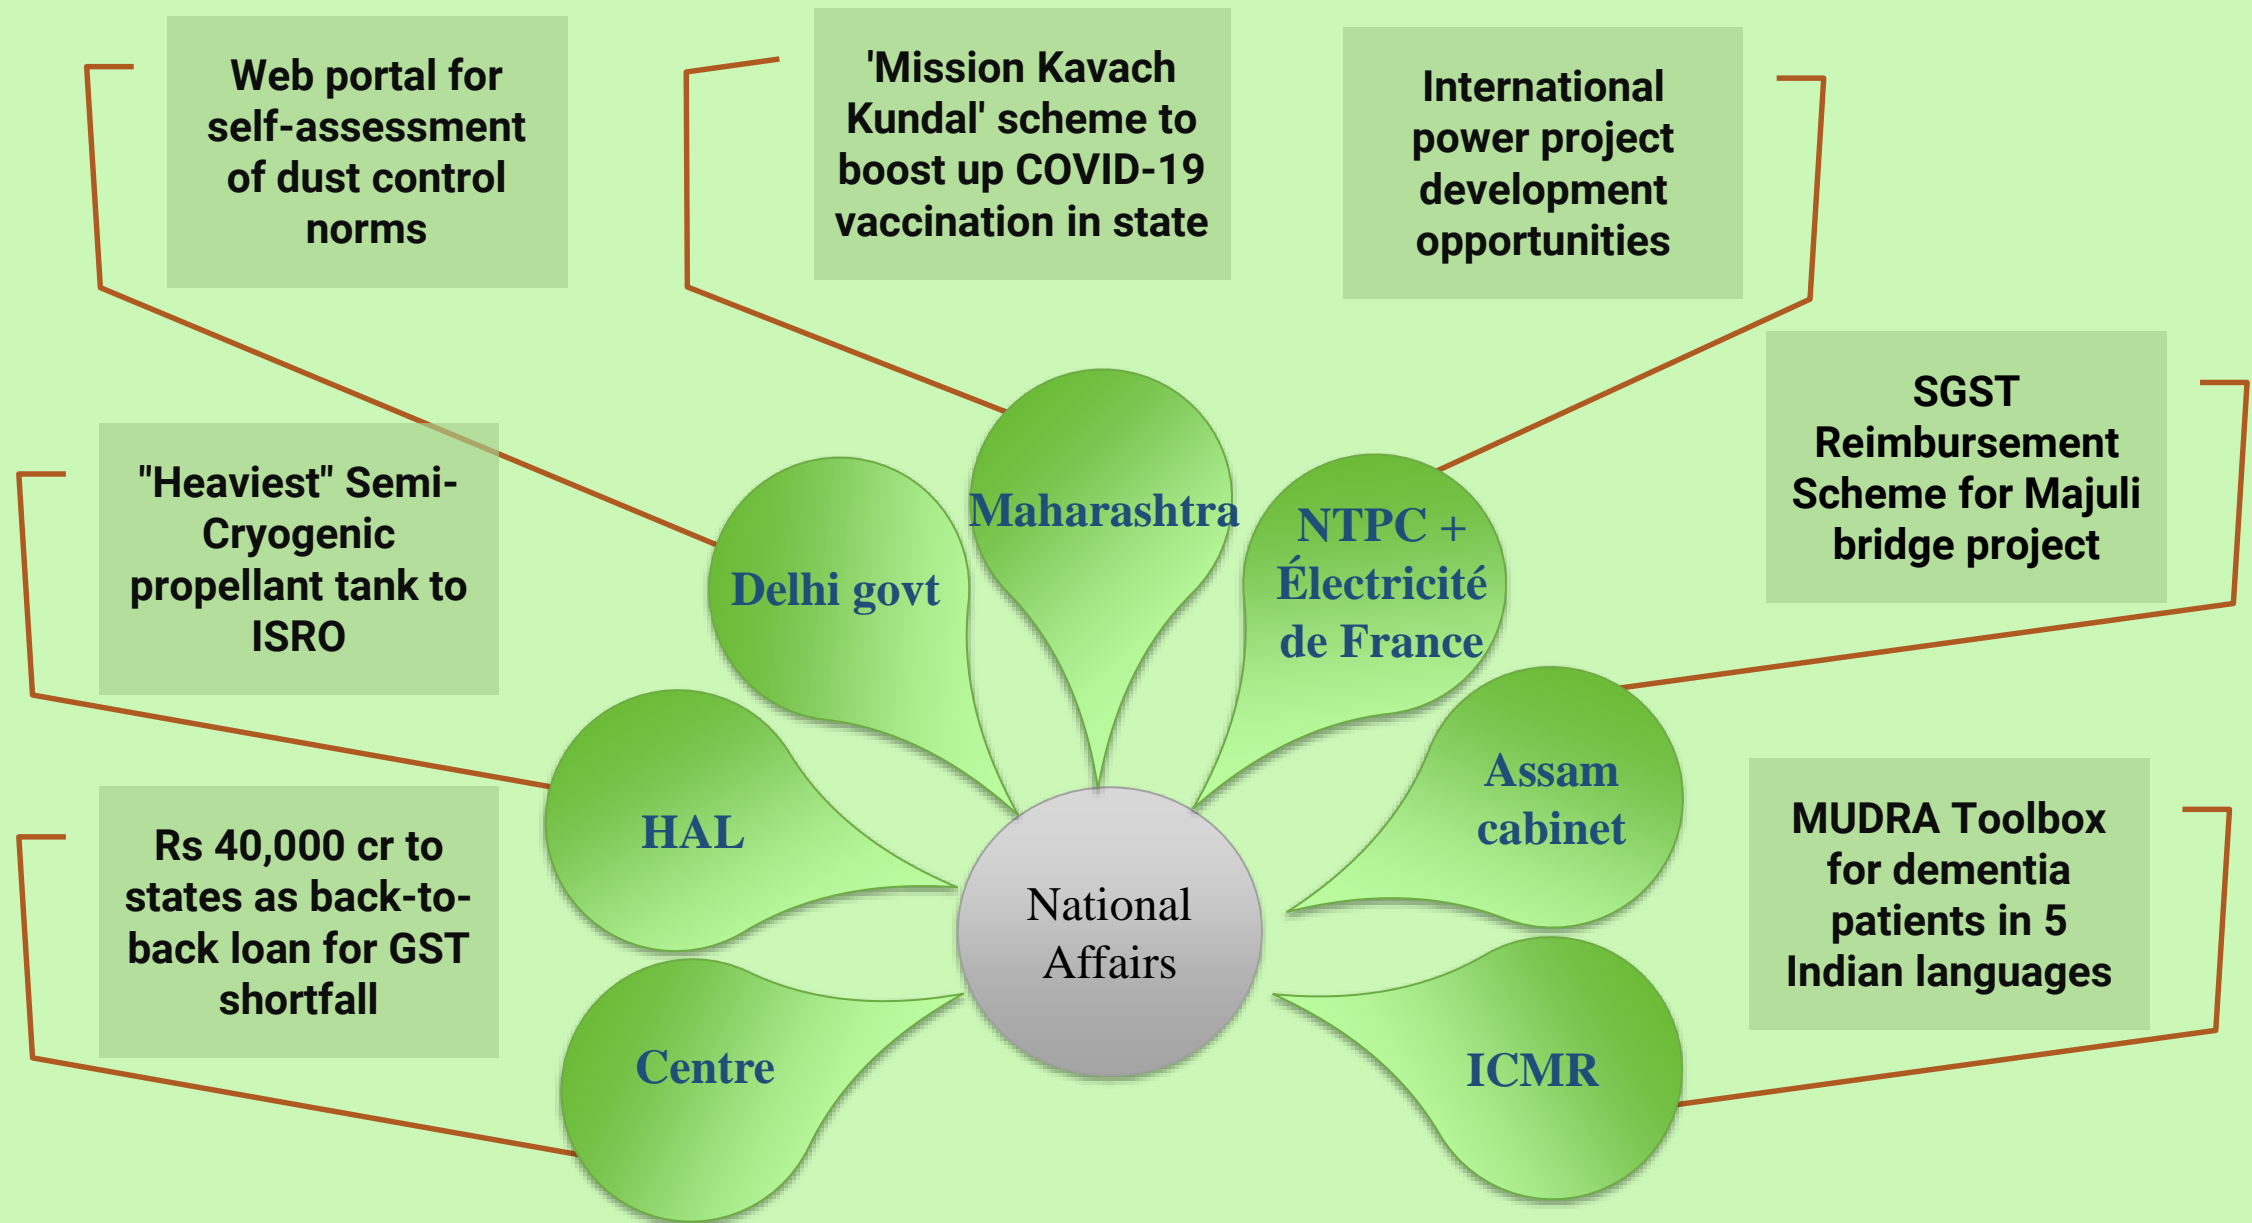 Web portal for
self-assessment
of dust control
norms
'Mission Kavach
Kundal' scheme to
boost up COVID-19
vaccination in state
International
power project
development
opportunities
SGST
Reimbursement
Scheme for Majuli
bridge project
"Heaviest" Semi-
Cryogenic
propellant tank to
ISRO
Maharashtra
NTPC +
Électricité
de France
Delhi govt
Assam
cabinet
HAL
MUDRA Toolbox
for dementia
patients in 5
Indian languages
Rs 40,000 cr to
states as back-to-
back loan for GST
shortfall
National
Affairs
Centre
ICMR